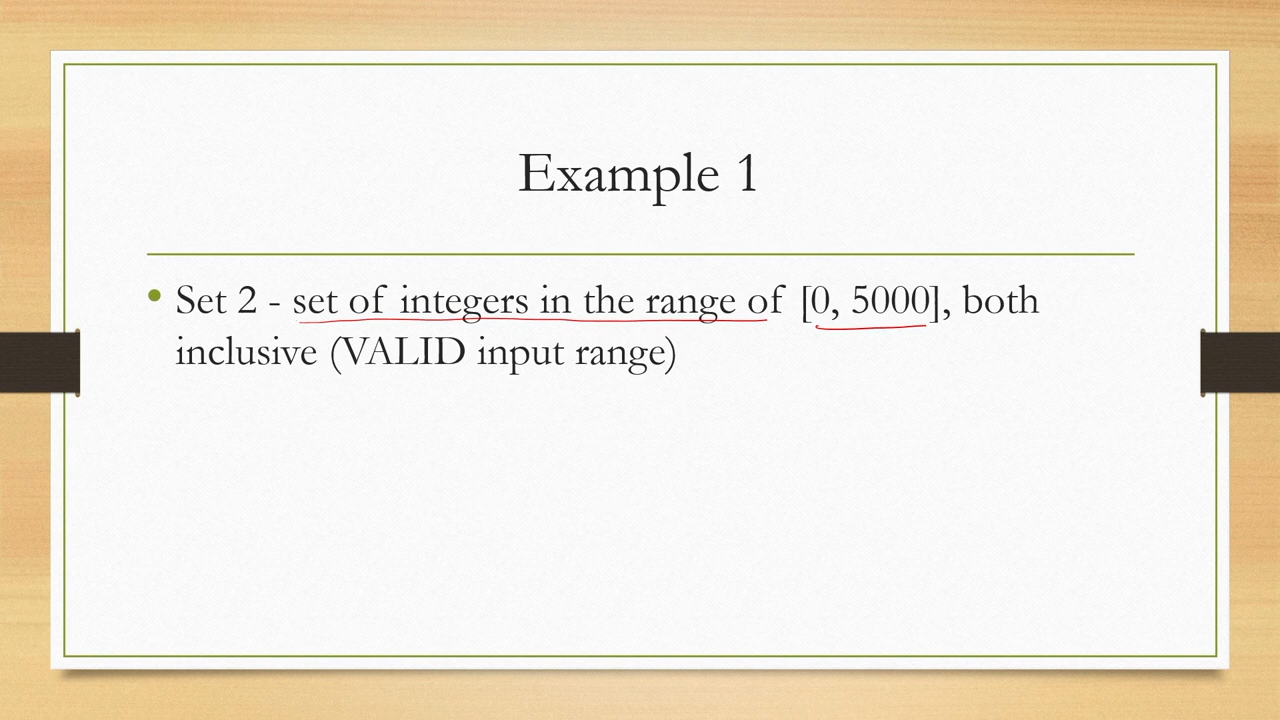 Example 1
• Set 2 - set of integers in the range of [0, 5000], both
inclusive (VALID input range)